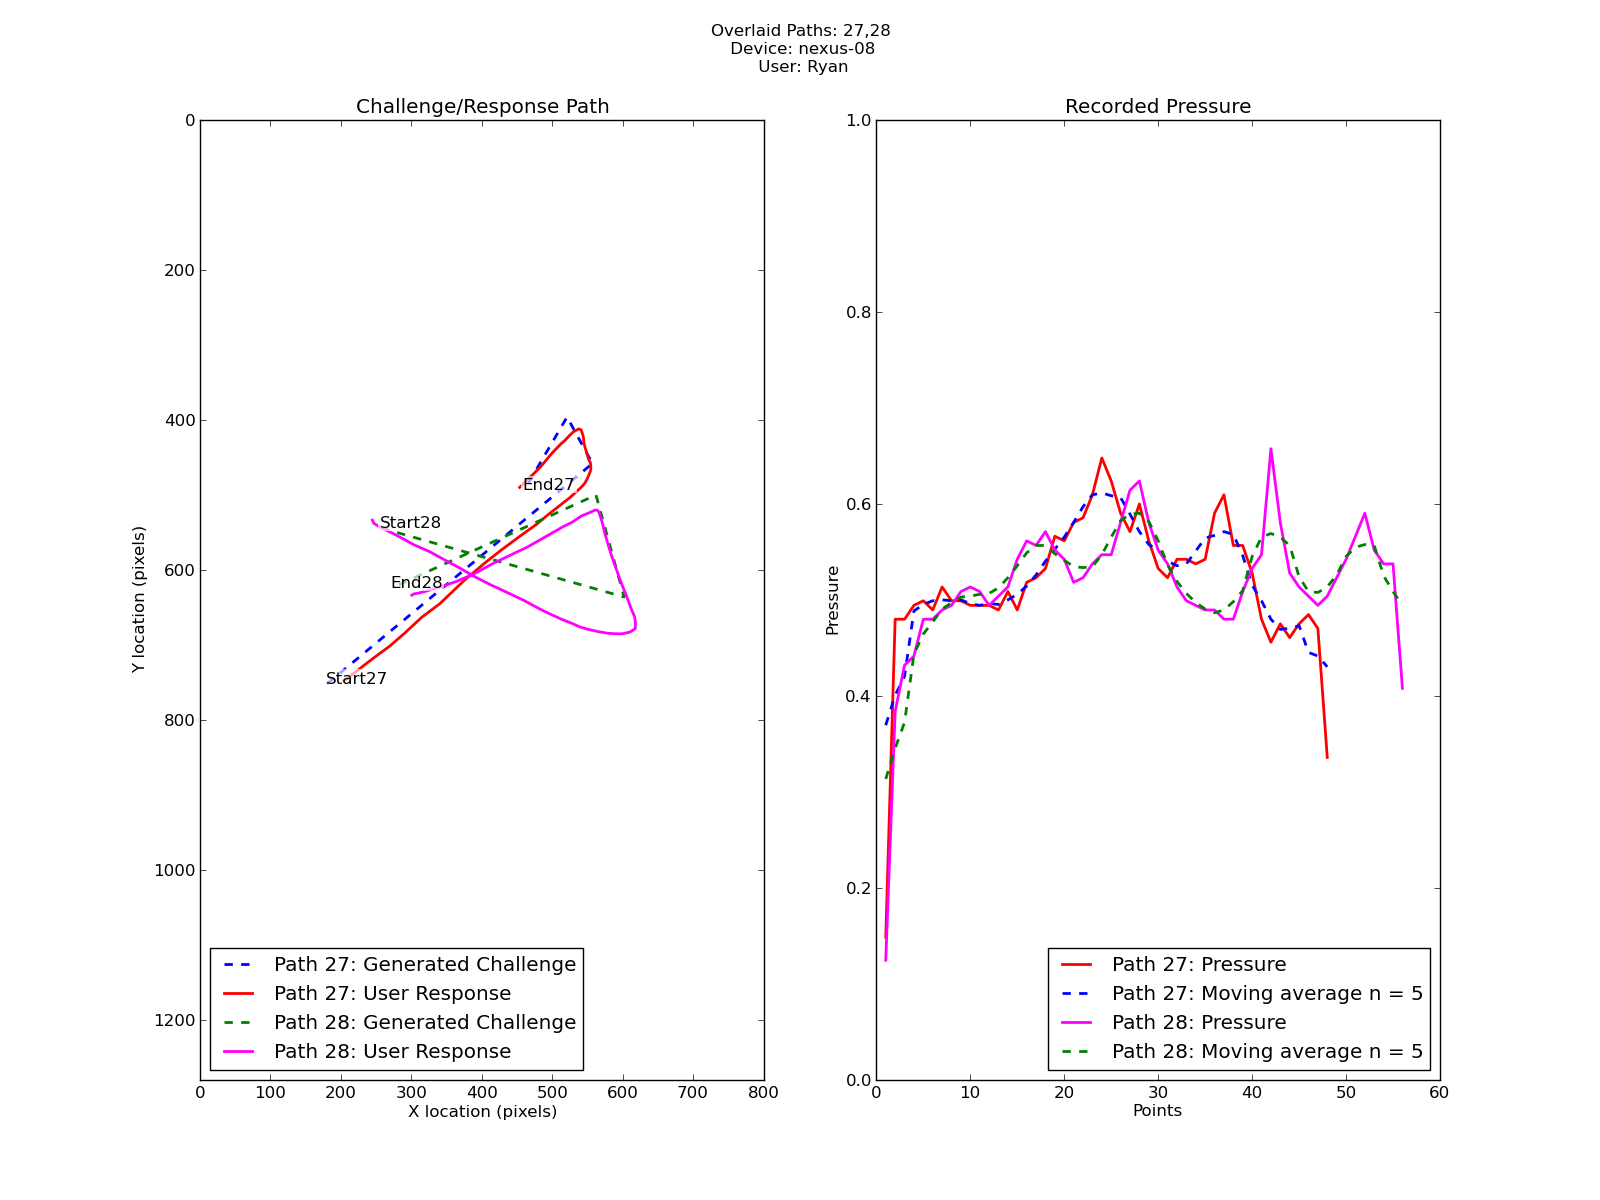 Overlaid Paths: 27,28
Device: nexus-08
User: Ryan
Challenge/Response Path
0
200
400
600
800
1000
1200
Y location (pixels)
End27
Start28
End28
Start27
Path 27: Generated Challenge
Path 27: User Response
Path 28: Generated Challenge
Path 28: User Response
0 100 200 300 400 500 600 700 800
X location (pixels)
Recorded Pressure
1.0
0.8
0.6
0.4
0.2
0.0
Pressure
Path 27: Pressure
Path 27: Moving average n = 5
Path 28: Pressure
Path 28: Moving average n = 5
0 10 20 30 40 50 60
Points